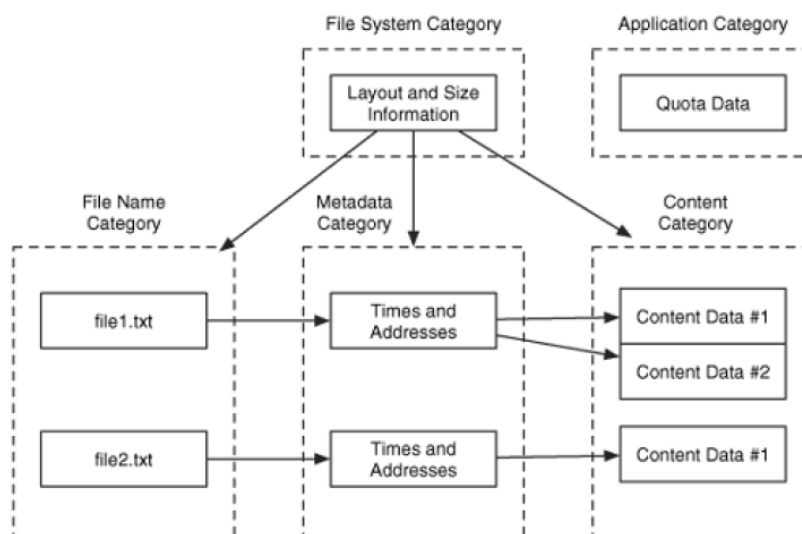 File System Category
Application Category
Layout and Size
Information
Quota Data
File Name
Category
Metadata
Category
Content
Category
file1.txt
Times and
Addresses
Content Data #1
Content Data #2
file2.txt
Times and
Addresses
Content Data #1